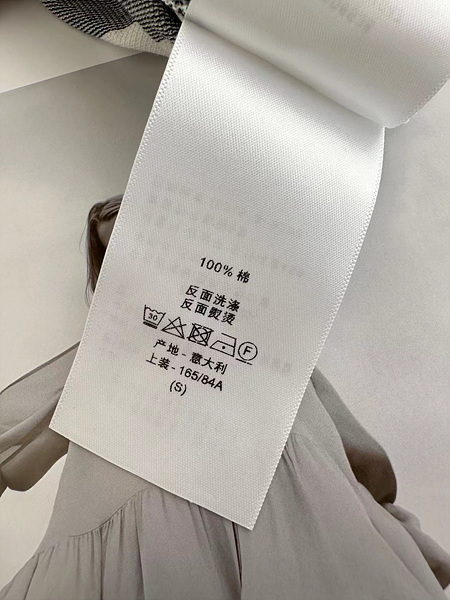 100% 棉
反面洗涤
反面熨烫
30 F
产地 - 意大利
上装 - 165/84A
(S)